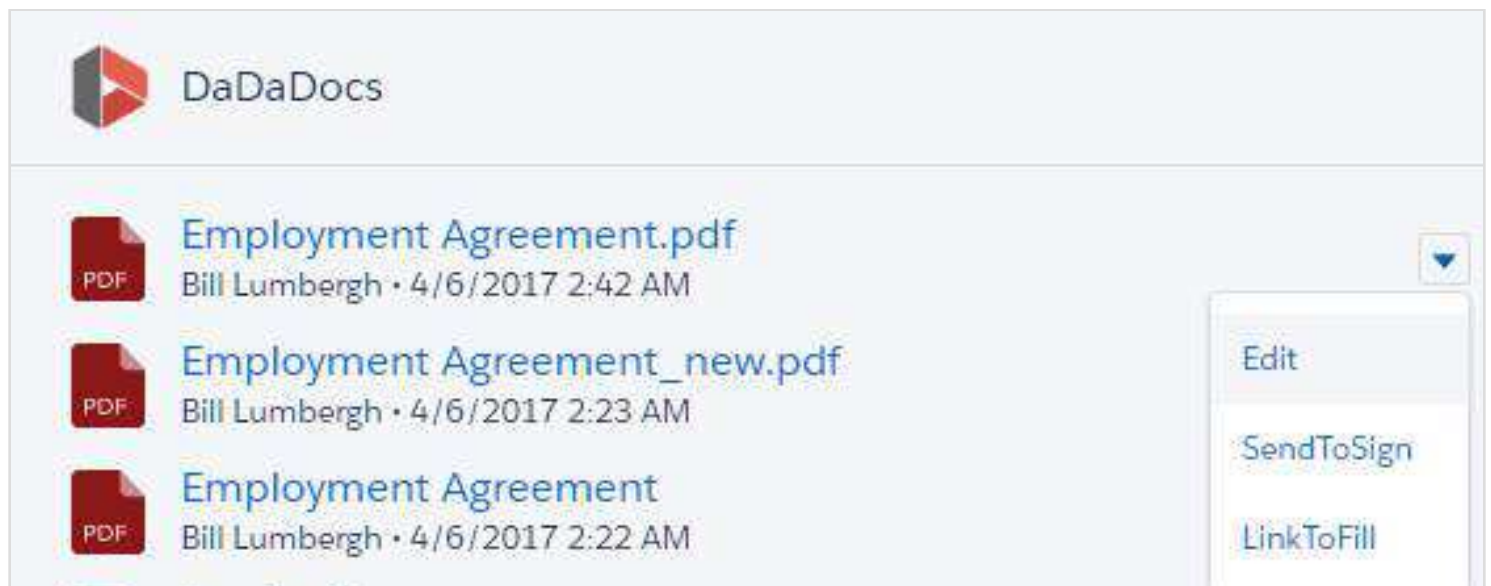 DaDaDocs
PDF
Employment Agreement.pdf
Bill Lumbergh • 4/6/2017 2:42 AM
PDF
Employment Agreement_new.pdf
Bill Lumbergh • 4/6/2017 2:23 AM
PDF
Employment Agreement
Bill Lumbergh • 4/6/2017 2:22 AM
Edit
SendToSign
LinkToFill